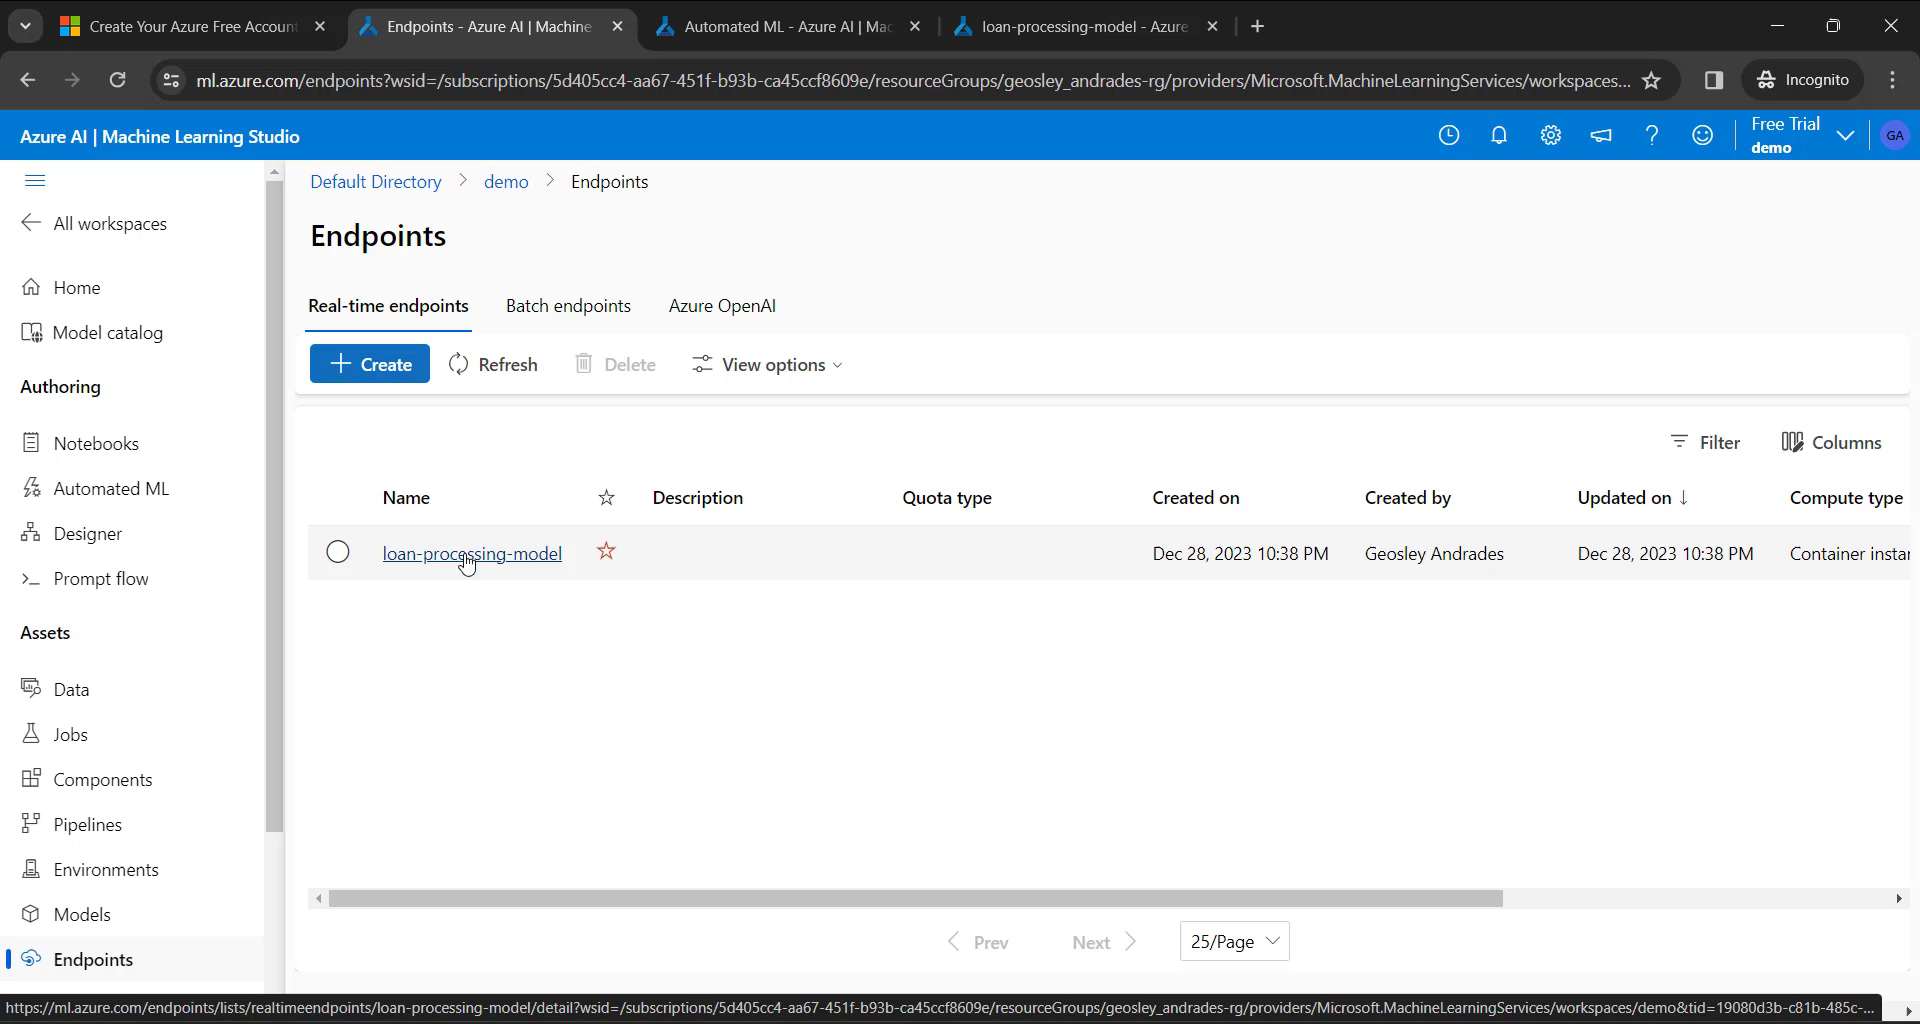 Create Your Azure Free Account
Endpoints - Azure AI | Machine
Automated ML - Azure AI | Mac
loan-processing-model - Azure
ml.azure.com/endpoints?wsid=/subscriptions/5d405cc4-aa67-451f-b93b-ca45ccf8609e/resourceGroups/geosley_andrades-rg/providers/Microsoft.MachineLearningServices/workspaces...
Incognito
Azure AI | Machine Learning Studio
Free Trial
demo
GA
All workspaces
Home
Model catalog
Authoring
Notebooks
Automated ML
Designer
Prompt flow
Assets
Data
Jobs
Components
Pipelines
Environments
Models
Endpoints
Default Directory > demo > Endpoints
Endpoints
Real-time endpoints Batch endpoints Azure OpenAI
+ Create Refresh Delete View options
Filter Columns
Name Description Quota type Created on Created by Updated on ↓ Compute type
loan-processing-model Dec 28, 2023 10:38 PM Geosley Andrades Dec 28, 2023 10:38 PM Container instan
< Prev Next > 25/Page
https://ml.azure.com/endpoints/lists/realtimeendpoints/loan-processing-model/detail?wsid=/subscriptions/5d405cc4-aa67-451f-b93b-ca45ccf8609e/resourceGroups/geosley_andrades-rg/providers/Microsoft.MachineLearningServices/workspaces/demo&tid=19080d3b-c81b-485c-...